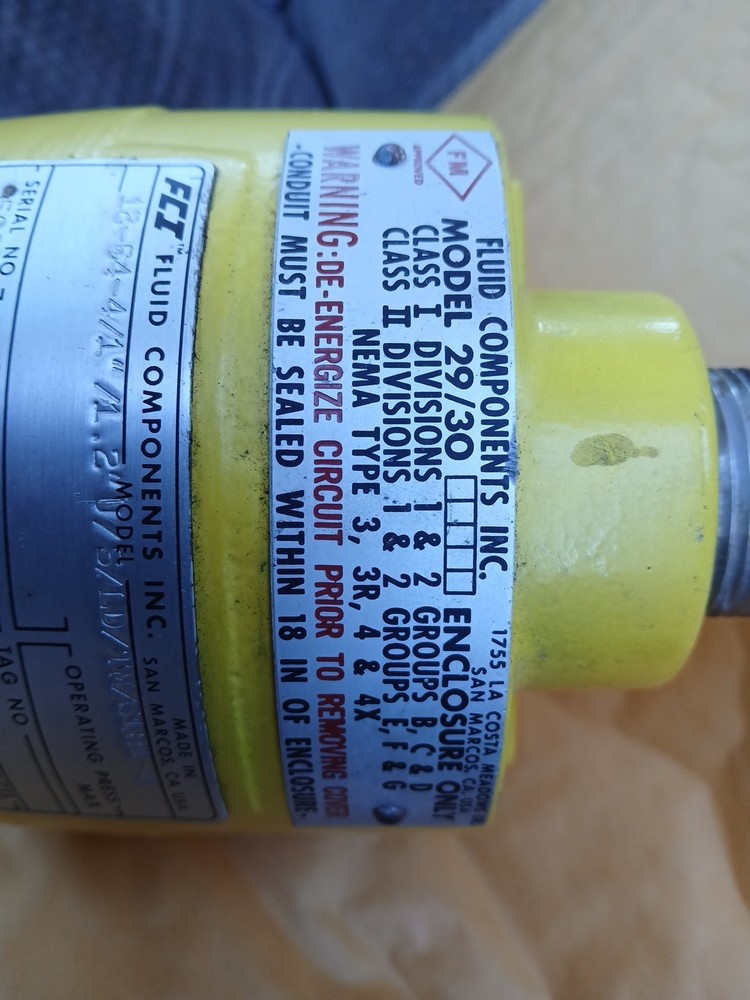 FM
APPROVED
FLUID COMPONENTS INC.
1755 LA COSTA
SAN MARCOS, CA. USA
MODEL 29/30 ENCLOSURE ONLY
CLASS I DIVISIONS 1 & 2 GROUPS B, C & D
CLASS II DIVISIONS 1 & 2 GROUPS E, F & G
NEMA TYPE 3, 3R, 4 & 4X
WARNING: DE-ENERGIZE CIRCUIT PRIOR TO REMOVING COVER
-CONDUIT MUST BE SEALED WITHIN 18 IN OF ENCLOSURE-
FCI™ FLUID COMPONENTS INC.
MADE IN
SAN MARCOS, CA. USA
MODEL
SERIAL NO.
OPERATING PRESS
MAX
TAG NO